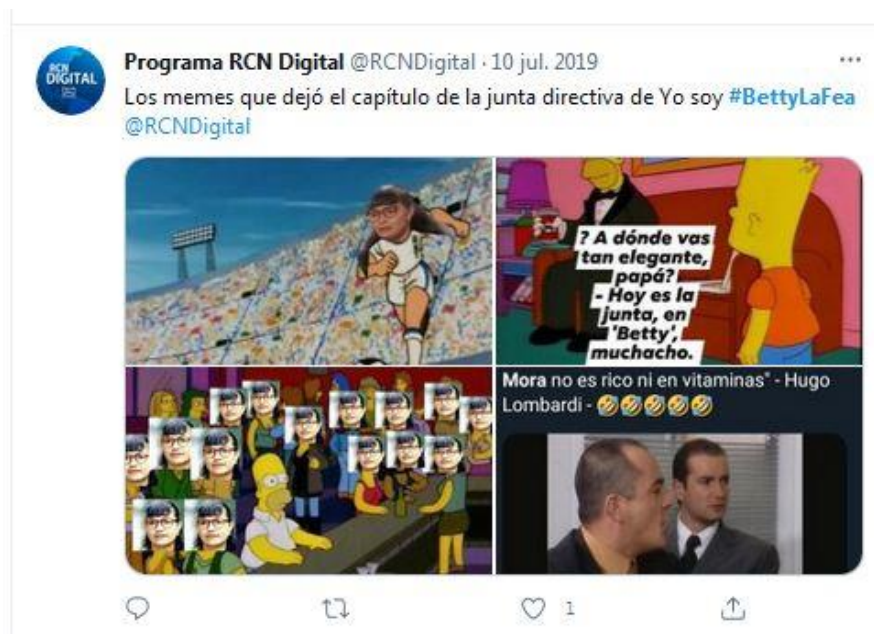 RCN
DIGITAL
Programa RCN Digital @RCNDigital · 10 jul. 2019
Los memes que dejó el capítulo de la junta directiva de Yo soy #BettyLaFea
@RCNDigital
? A dónde vas
tan elegante,
papá?
- Hoy es la
junta, en
'Betty',
muchacho.
Mora no es rico ni en vitaminas" - Hugo
Lombardi - 🤣🤣🤣🤣🤣
1